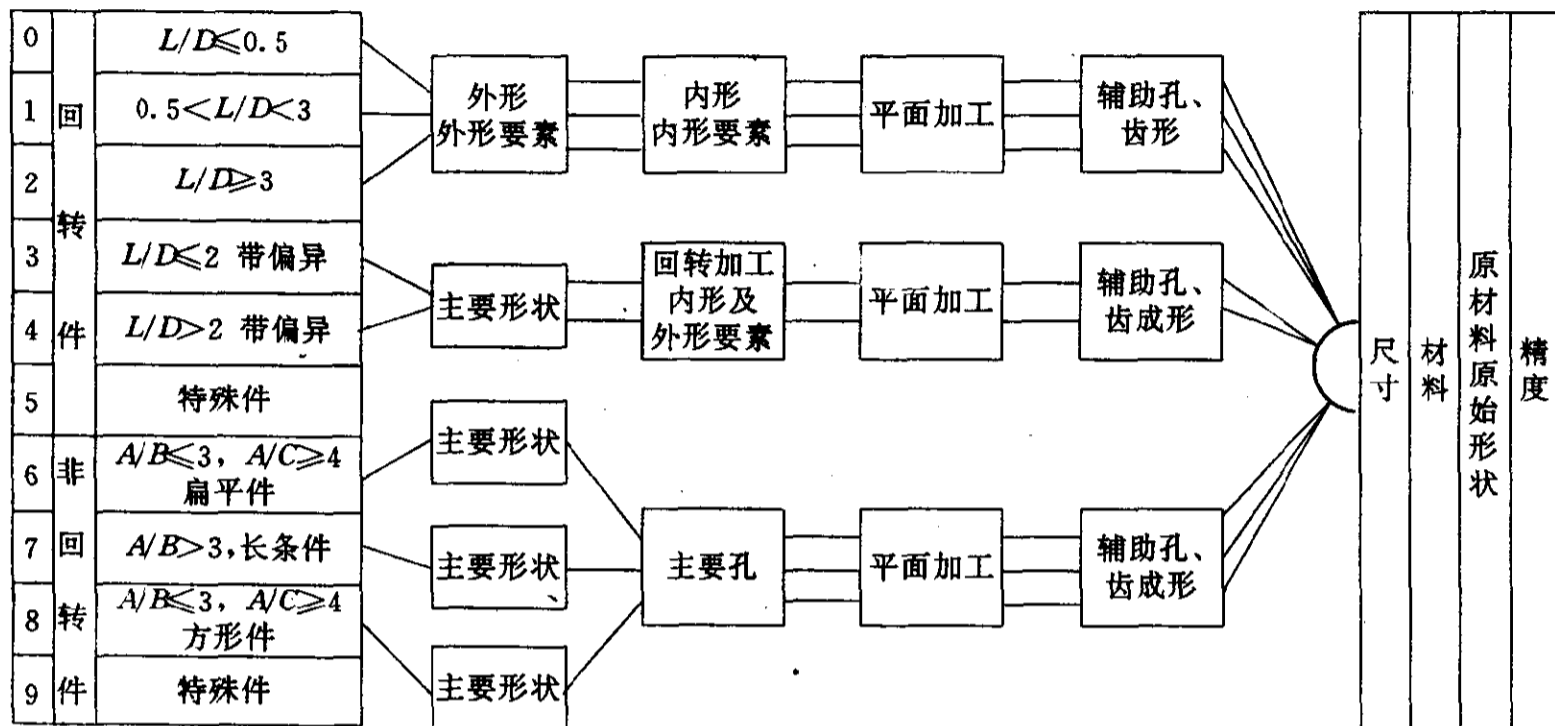 0
回转件
L/D≤0.5
1
0.5<L/D<3
2
L/D≥3
3
L/D≤2 带偏异
4
L/D>2 带偏异
5
特殊件
6
非回转件
A/B≤3, A/C≥4
扁平件
7
A/B>3,长条件
8
A/B≤3, A/C≥4
方形件
9
特殊件
外形
外形要素
内形
内形要素
平面加工
辅助孔、
齿形
主要形状
回转加工
内形及
外形要素
平面加工
辅助孔、
齿成形
主要形状
主要形状、
主要形状
主要孔
平面加工
辅助孔、
齿成形
尺寸
材料
原材料原始形状
精度